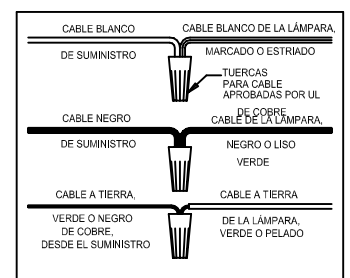 CABLE BLANCO
CABLE BLANCO DE LA LÁMPARA,
DE SUMINISTRO
MARCADO O ESTRIADO
TUERCAS
PARA CABLE
APROBADAS POR UL
DE COBRE
CABLE NEGRO
CABLE DE LA LÁMPARA,
DE SUMINISTRO
NEGRO O LISO
VERDE
CABLE A TIERRA,
CABLE A TIERRA
VERDE O NEGRO
DE COBRE,
DESDE EL SUMINISTRO
DE LA LÁMPARA,
VERDE O PELADO